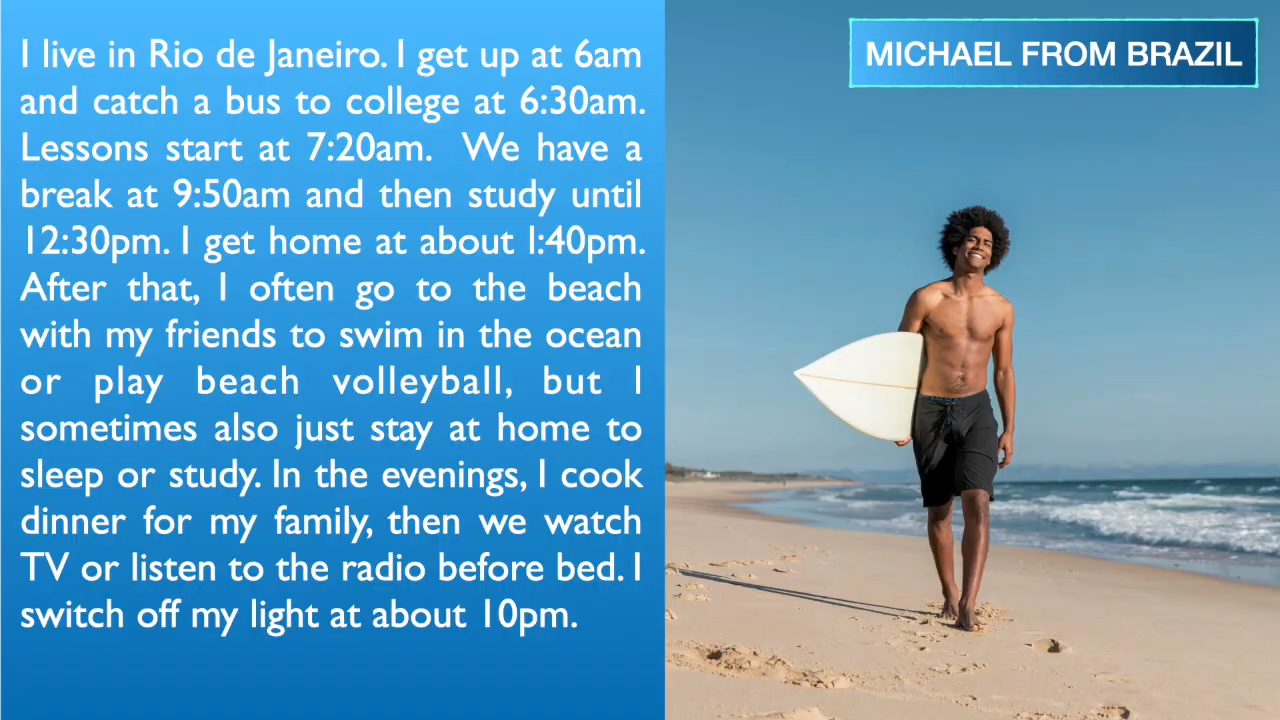 I live in Rio de Janeiro. I get up at 6am
and catch a bus to college at 6:30am.
Lessons start at 7:20am. We have a
break at 9:50am and then study until
12:30pm. I get home at about 1:40pm.
After that, I often go to the beach
with my friends to swim in the ocean
or play beach volleyball, but I
sometimes also just stay at home to
sleep or study. In the evenings, I cook
dinner for my family, then we watch
TV or listen to the radio before bed. I
switch off my light at about 10pm.
MICHAEL FROM BRAZIL